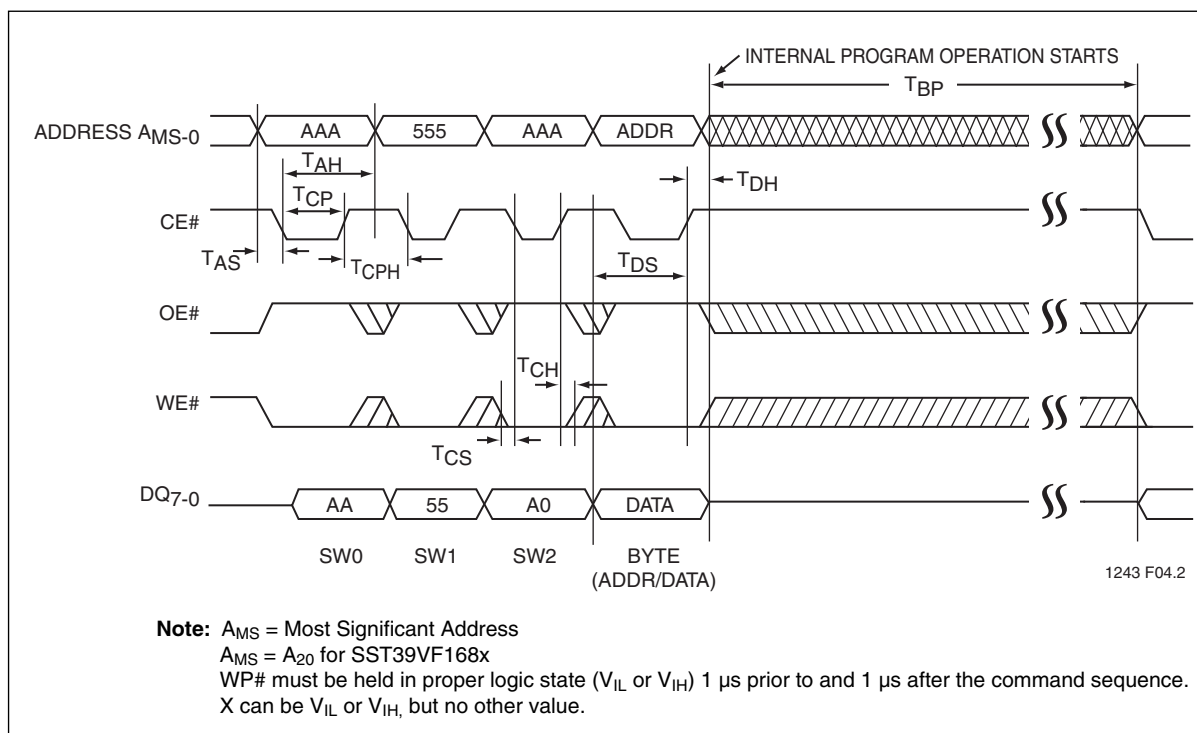 INTERNAL PROGRAM OPERATION STARTS
TBP
ADDRESS AMS-0
AAA
555
AAA
ADDR
TAH
TDH
TCP
CE#
TAS
TCPH
TDS
OE#
TCH
WE#
TCS
DQ7-0
AA
55
A0
DATA
SW0
SW1
SW2
BYTE
(ADDR/DATA)
1243 F04.2
Note: AMS = Most Significant Address
AMS = A20 for SST39VF168x
WP# must be held in proper logic state (VIL or VIH) 1 µs prior to and 1 µs after the command sequence.
X can be VIL or VIH, but no other value.